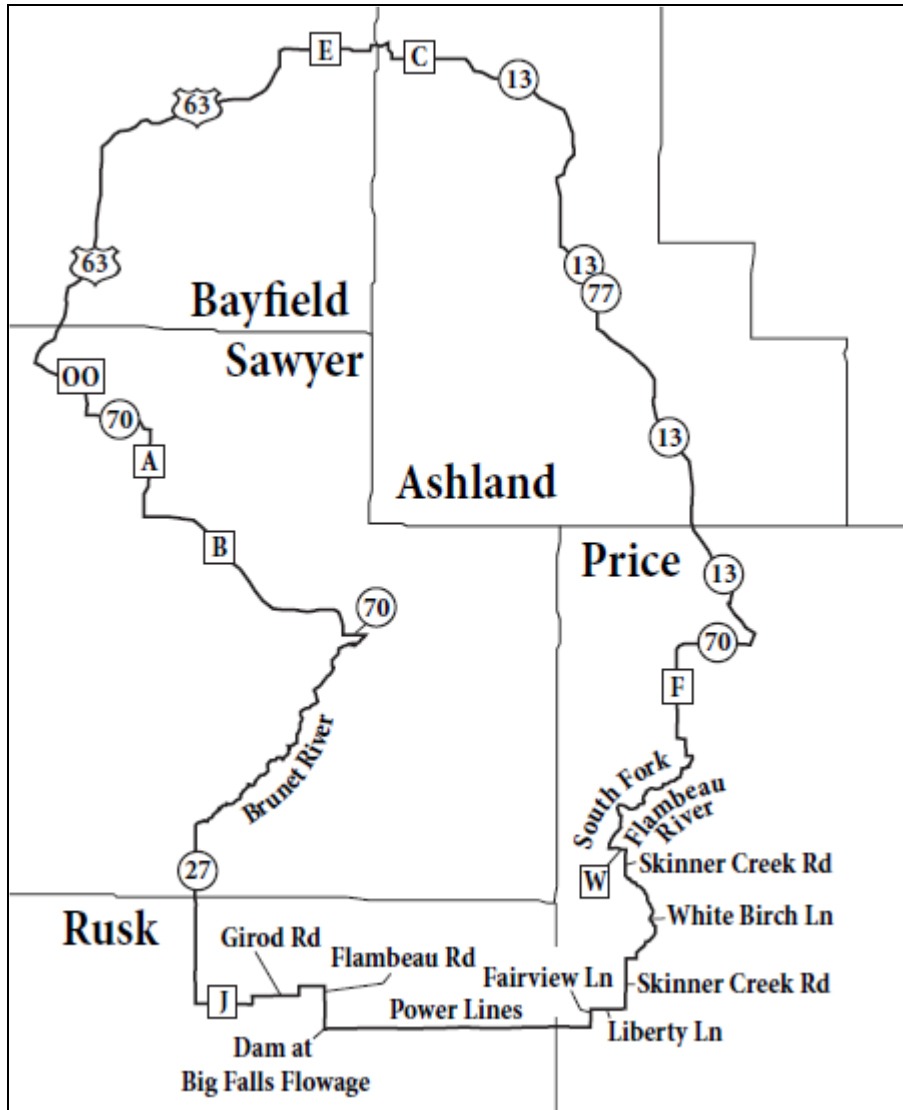 E
C
13
63
63
13
77
Bayfield
Sawyer
OO
70
13
A
Ashland
B
Price
13
70
70
F
Brunet River
South Fork
Flambeau
River
Skinner Creek Rd
27
W
White Birch Ln
Rusk
Girod Rd
Flambeau Rd
Fairview Ln
Skinner Creek Rd
J
Power Lines
Liberty Ln
Dam at
Big Falls Flowage